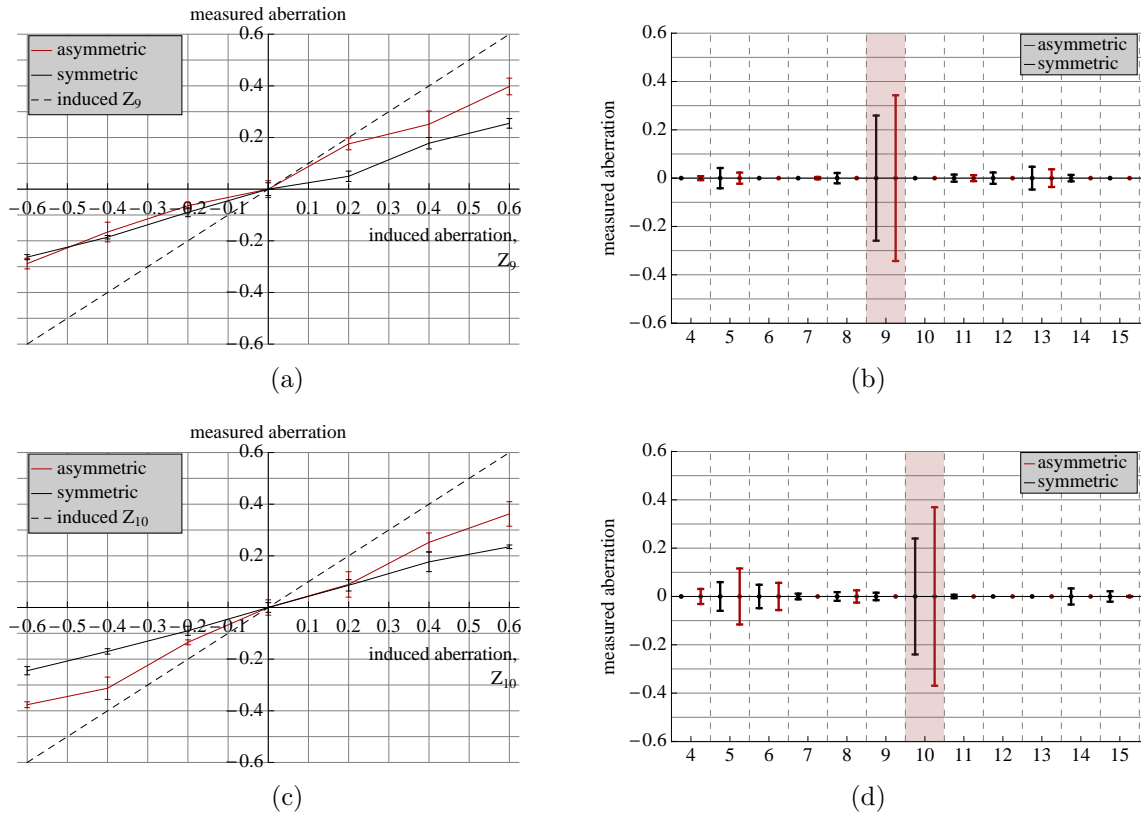 measured aberration
0.6
asymmetric
symmetric
induced Z9
0.4
0.2
−0.6 −0.5 −0.4 −0.3 −0.2 −0.1 0.1 0.2 0.3 0.4 0.5 0.6
induced aberration,
Z9
−0.2
−0.4
−0.6
(a)
0.6
0.4
0.2
0
−0.2
−0.4
−0.6
measured aberration
asymmetric
symmetric
4 5 6 7 8 9 10 11 12 13 14 15
(b)
measured aberration
0.6
asymmetric
symmetric
induced Z10
0.4
0.2
−0.6 −0.5 −0.4 −0.3 −0.2 −0.1 0.1 0.2 0.3 0.4 0.5 0.6
induced aberration,
Z10
−0.2
−0.4
−0.6
(c)
0.6
0.4
0.2
0
−0.2
−0.4
−0.6
measured aberration
asymmetric
symmetric
4 5 6 7 8 9 10 11 12 13 14 15
(d)